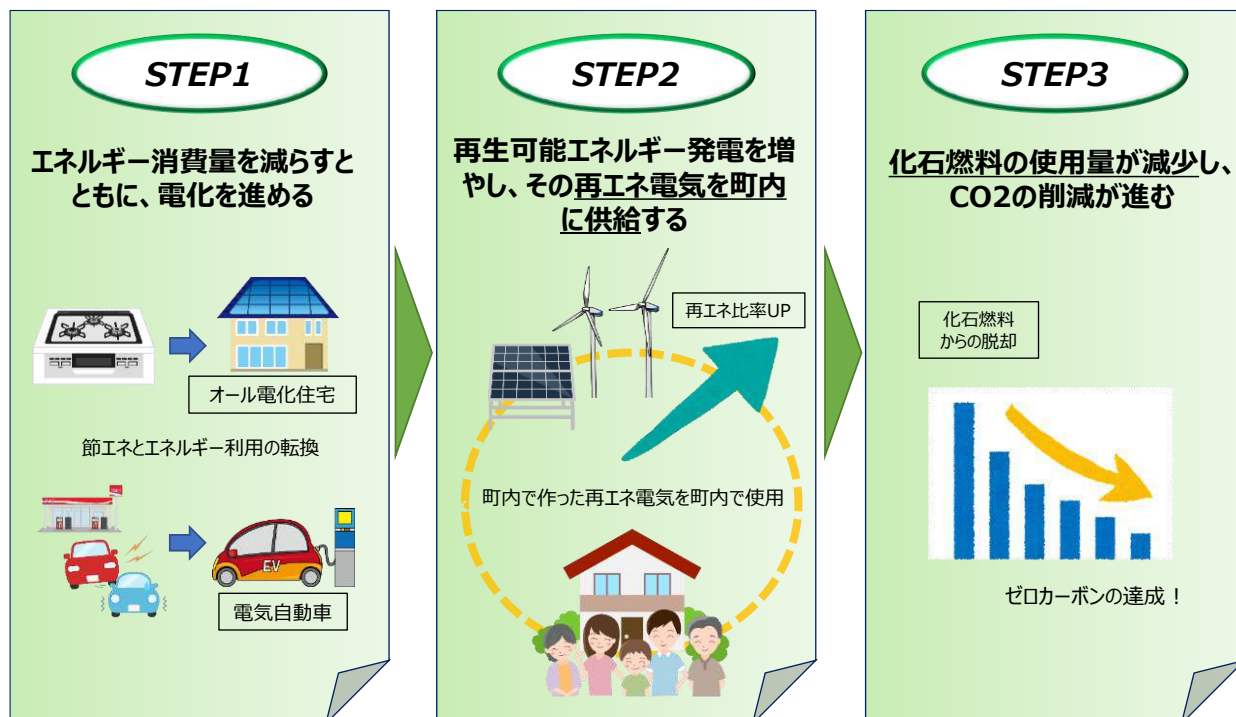 STEP1
エネルギー消費量を減らすと
ともに、電化を進める
オール電化住宅
節エネとエネルギー利用の転換
EV
電気自動車
STEP2
再生可能エネルギー発電を増
やし、その再エネ電気を町内
に供給する
再エネ比率UP
町内で作った再エネ電気を町内で使用
STEP3
化石燃料の使用量が減少し、
CO2の削減が進む
化石燃料
からの脱却
ゼロカーボンの達成！